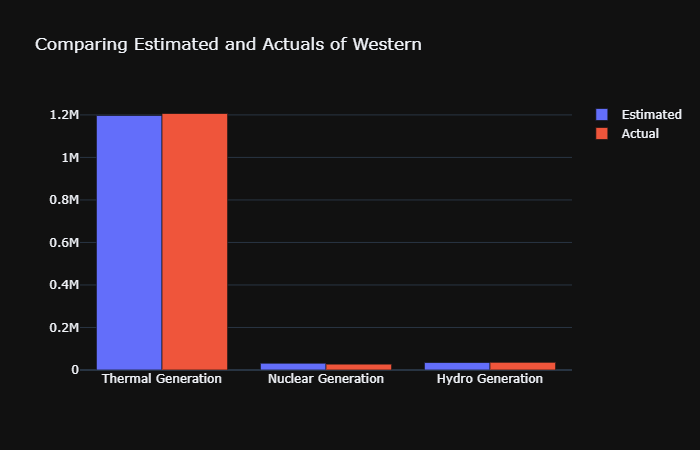 Comparing Estimated and Actuals of Western
1.2M
1M
0.8M
0.6M
0.4M
0.2M
0
Thermal Generation
Nuclear Generation
Hydro Generation
Estimated
Actual